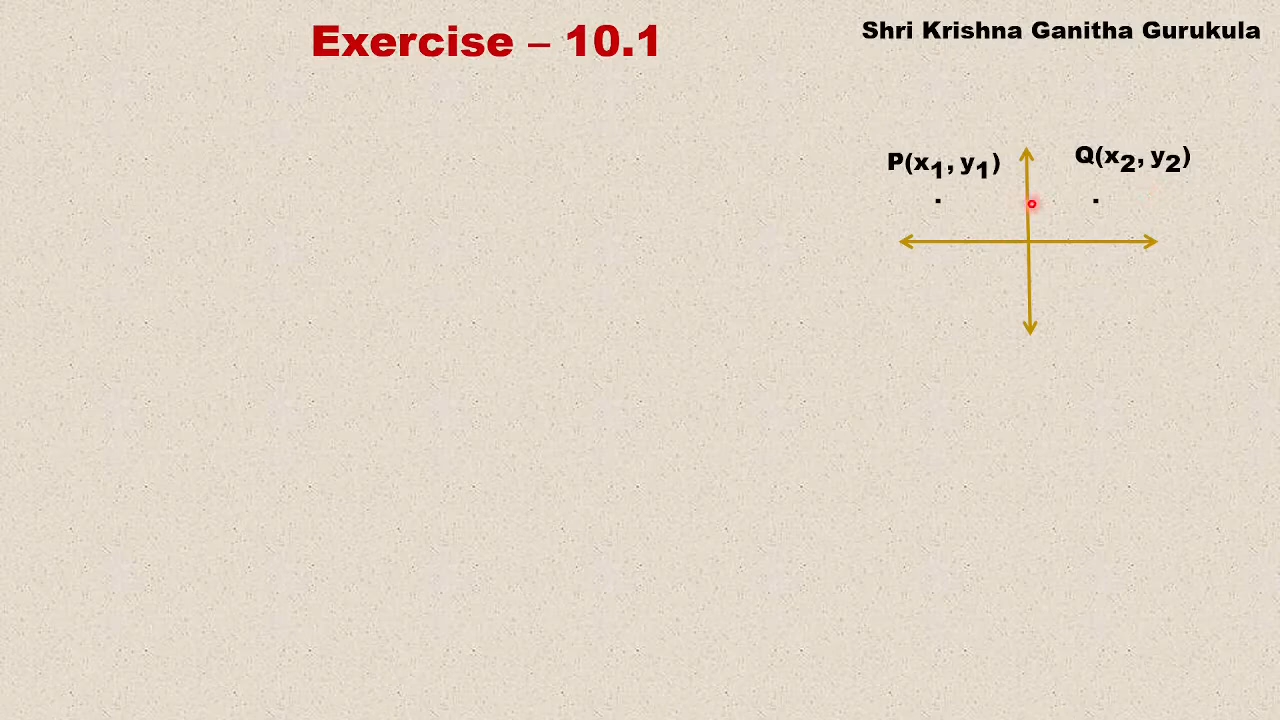 Exercise – 10.1
Shri Krishna Ganitha Gurukula
P(x₁, y₁)
Q(x₂, y₂)